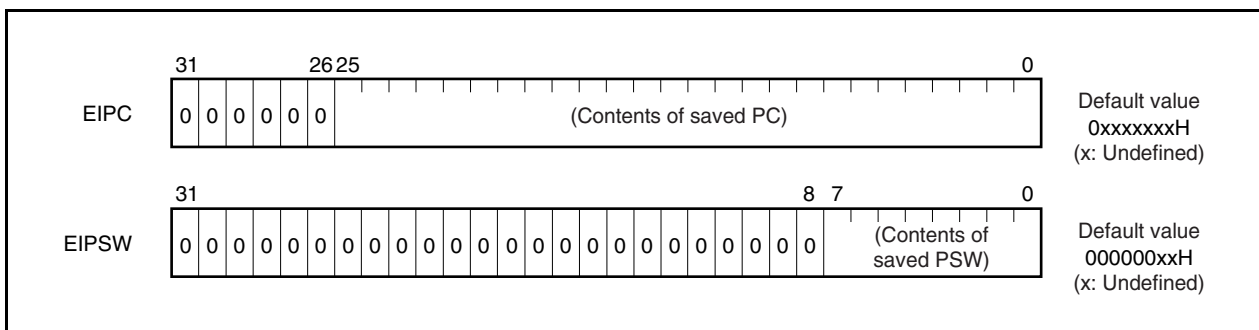 31 26 25 0
EIPC 0 0 0 0 0 0 (Contents of saved PC) Default value
0xxxxxxxH
(x: Undefined)
31 8 7 0
EIPSW 0 0 0 0 0 0 0 0 0 0 0 0 0 0 0 0 0 0 0 0 0 0 0 0 (Contents of
saved PSW) Default value
000000xxH
(x: Undefined)